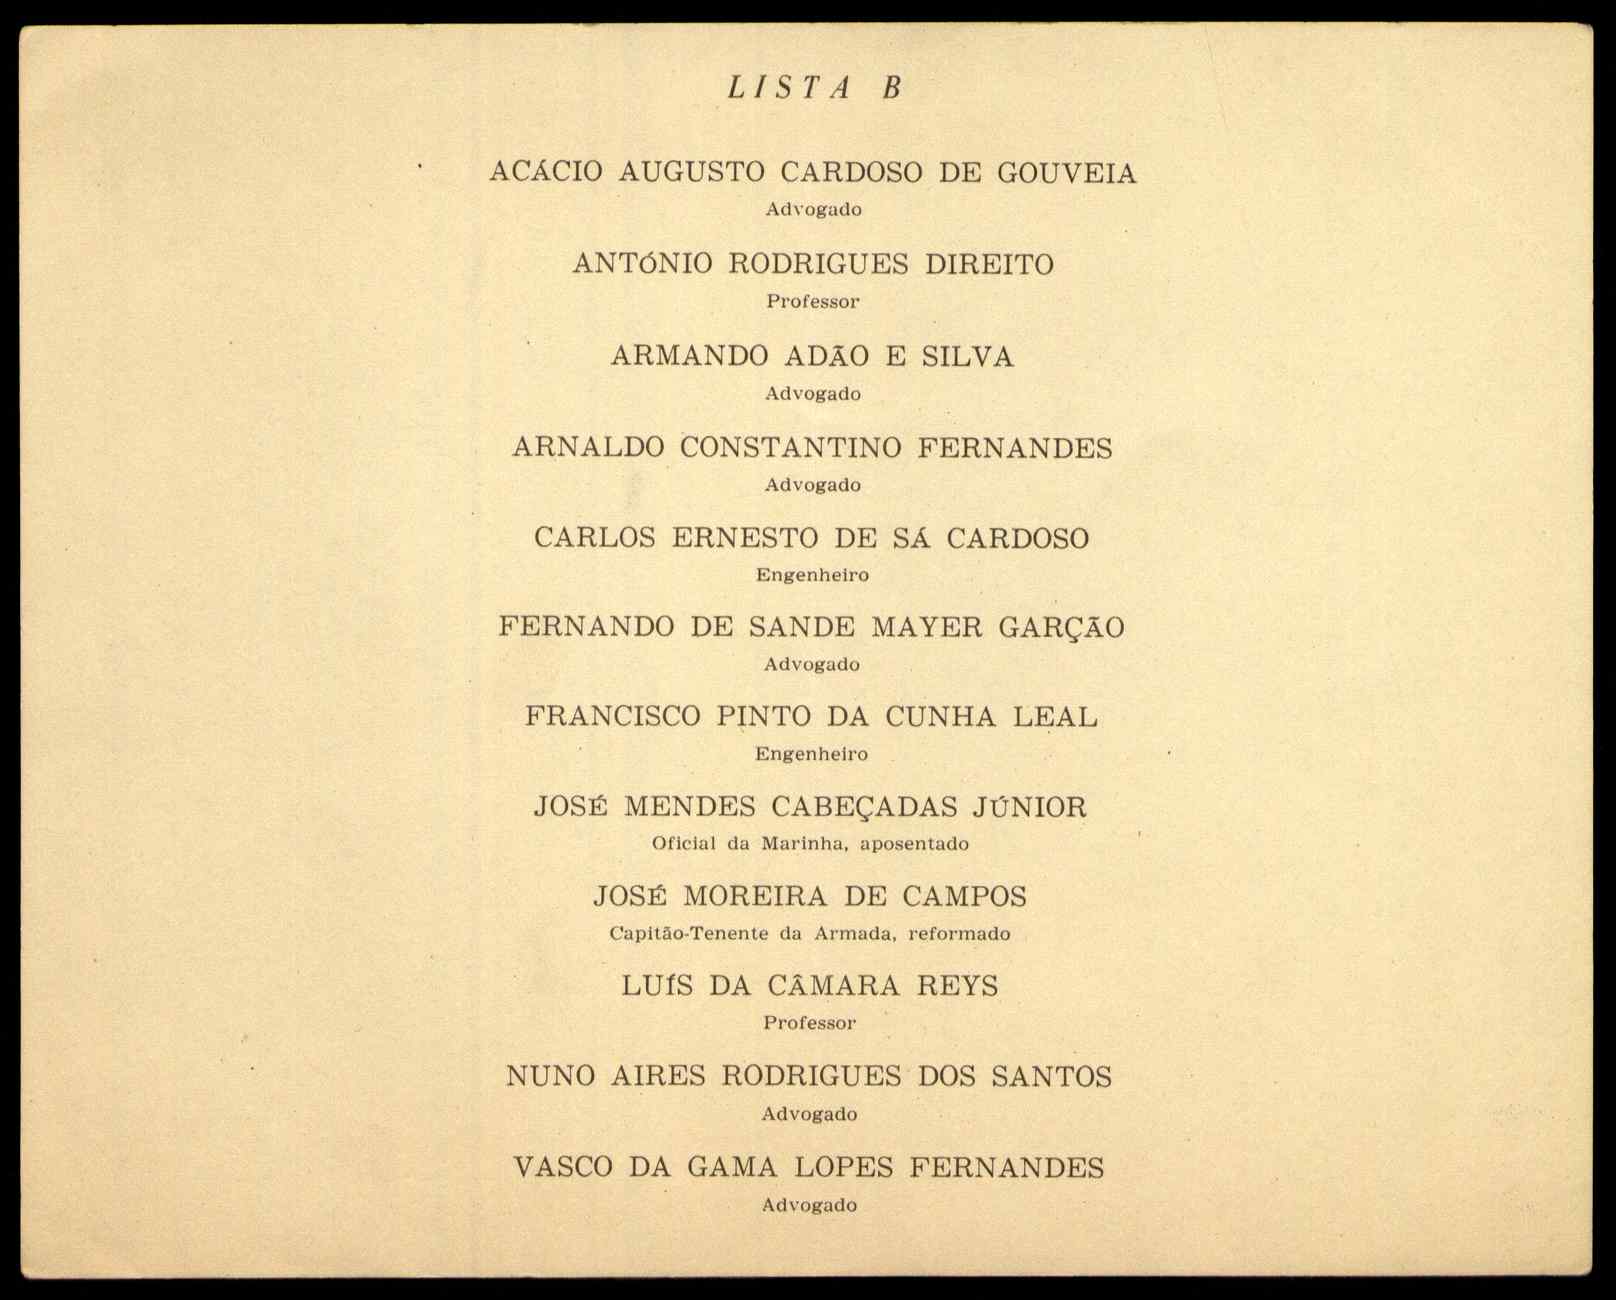 LISTA B
ACÁCIO AUGUSTO CARDOSO DE GOUVEIA
Advogado
ANTÓNIO RODRIGUES DIREITO
Professor
ARMANDO ADÃO E SILVA
Advogado
ARNALDO CONSTANTINO FERNANDES
Advogado
CARLOS ERNESTO DE SÁ CARDOSO
Engenheiro
FERNANDO DE SANDE MAYER GARÇÃO
Advogado
FRANCISCO PINTO DA CUNHA LEAL
Engenheiro
JOSÉ MENDES CABEÇADAS JÚNIOR
Oficial da Marinha, aposentado
JOSÉ MOREIRA DE CAMPOS
Capitão-Tenente da Armada, reformado
LUÍS DA CÂMARA REYS
Professor
NUNO AIRES RODRIGUES DOS SANTOS
Advogado
VASCO DA GAMA LOPES FERNANDES
Advogado